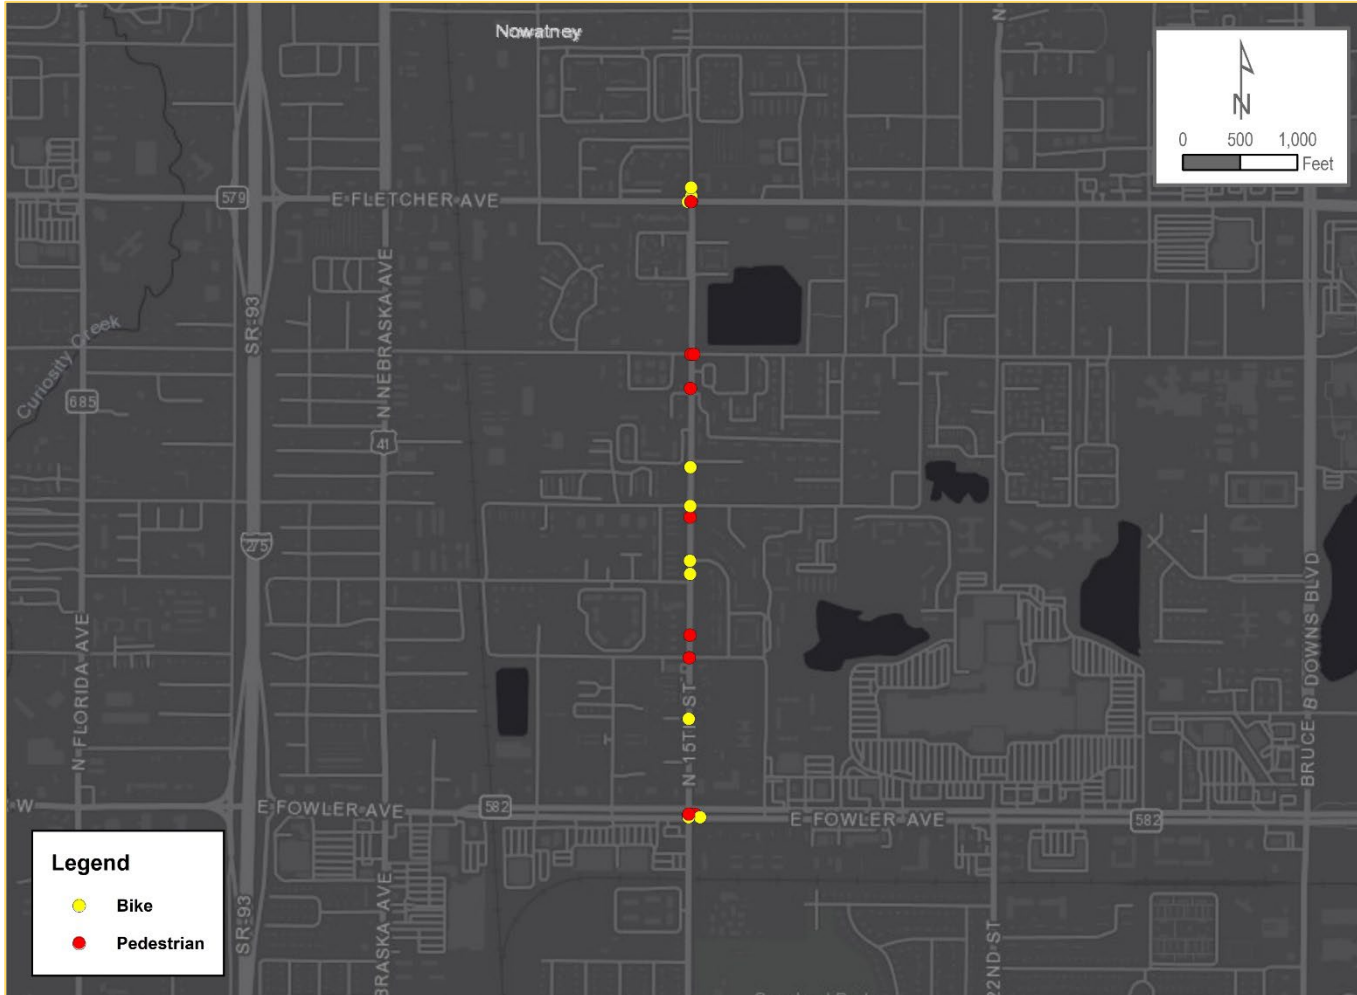 Nowatney
N
N
0 500 1,000
Feet
579
E FLETCHER AVE
N NEBRASKA AVE
SR-93
Curiosity Creek
685
41
275
N FLORIDA AVE
BRUCE B DOWNS BLVD
N 15TH ST
W
E FOWLER AVE
582
E FOWLER AVE
582
Legend
Bike
Pedestrian
SR-93
BRASKA AVE
22ND ST